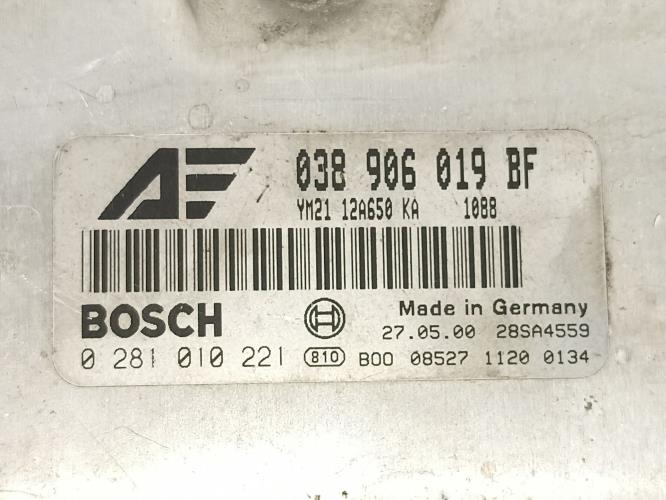 AF 038 906 019 BF
YM21 12A650 KA 1088
BOSCH Made in Germany
27.05.00 28SA4559
0 281 010 221 810 B00 08527 1120 0134